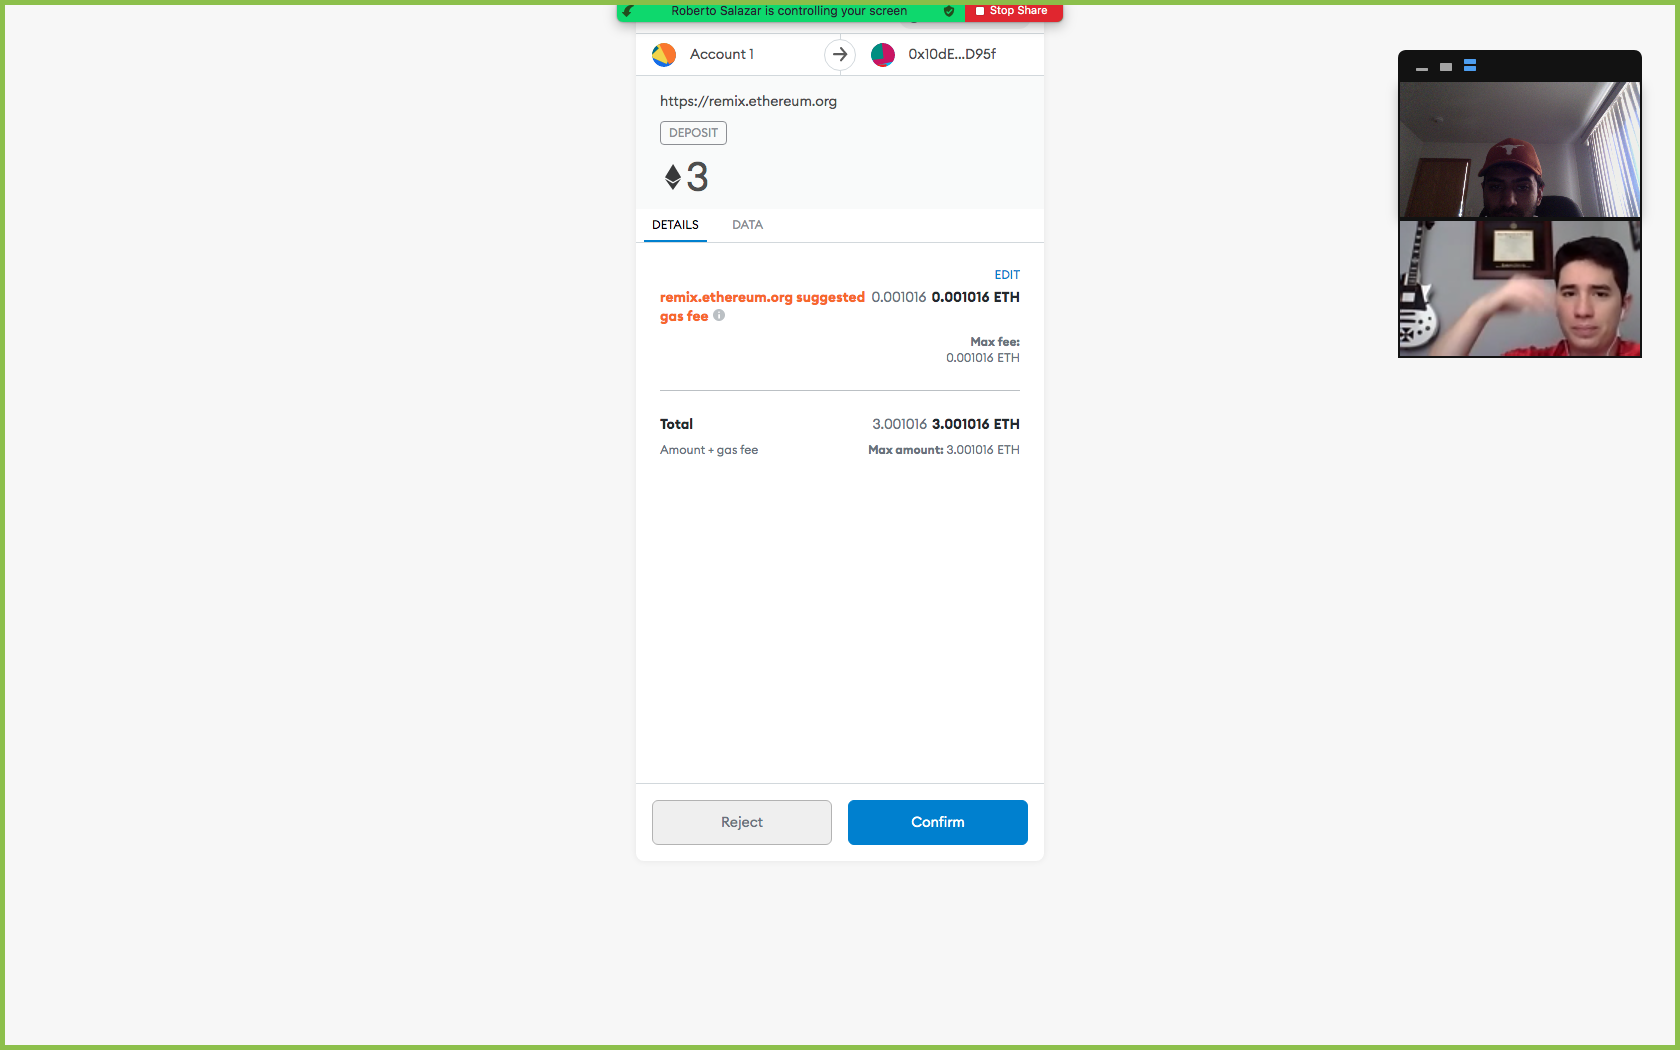 Roberto Salazar is controlling your screen
Stop Share
Account 1
0x10dE...D95f
https://remix.ethereum.org
DEPOSIT
3
DETAILS DATA
EDIT
remix.ethereum.org suggested 0.001016 0.001016 ETH
gas fee
Max fee:
0.001016 ETH
Total 3.001016 3.001016 ETH
Amount + gas fee Max amount: 3.001016 ETH
Reject Confirm